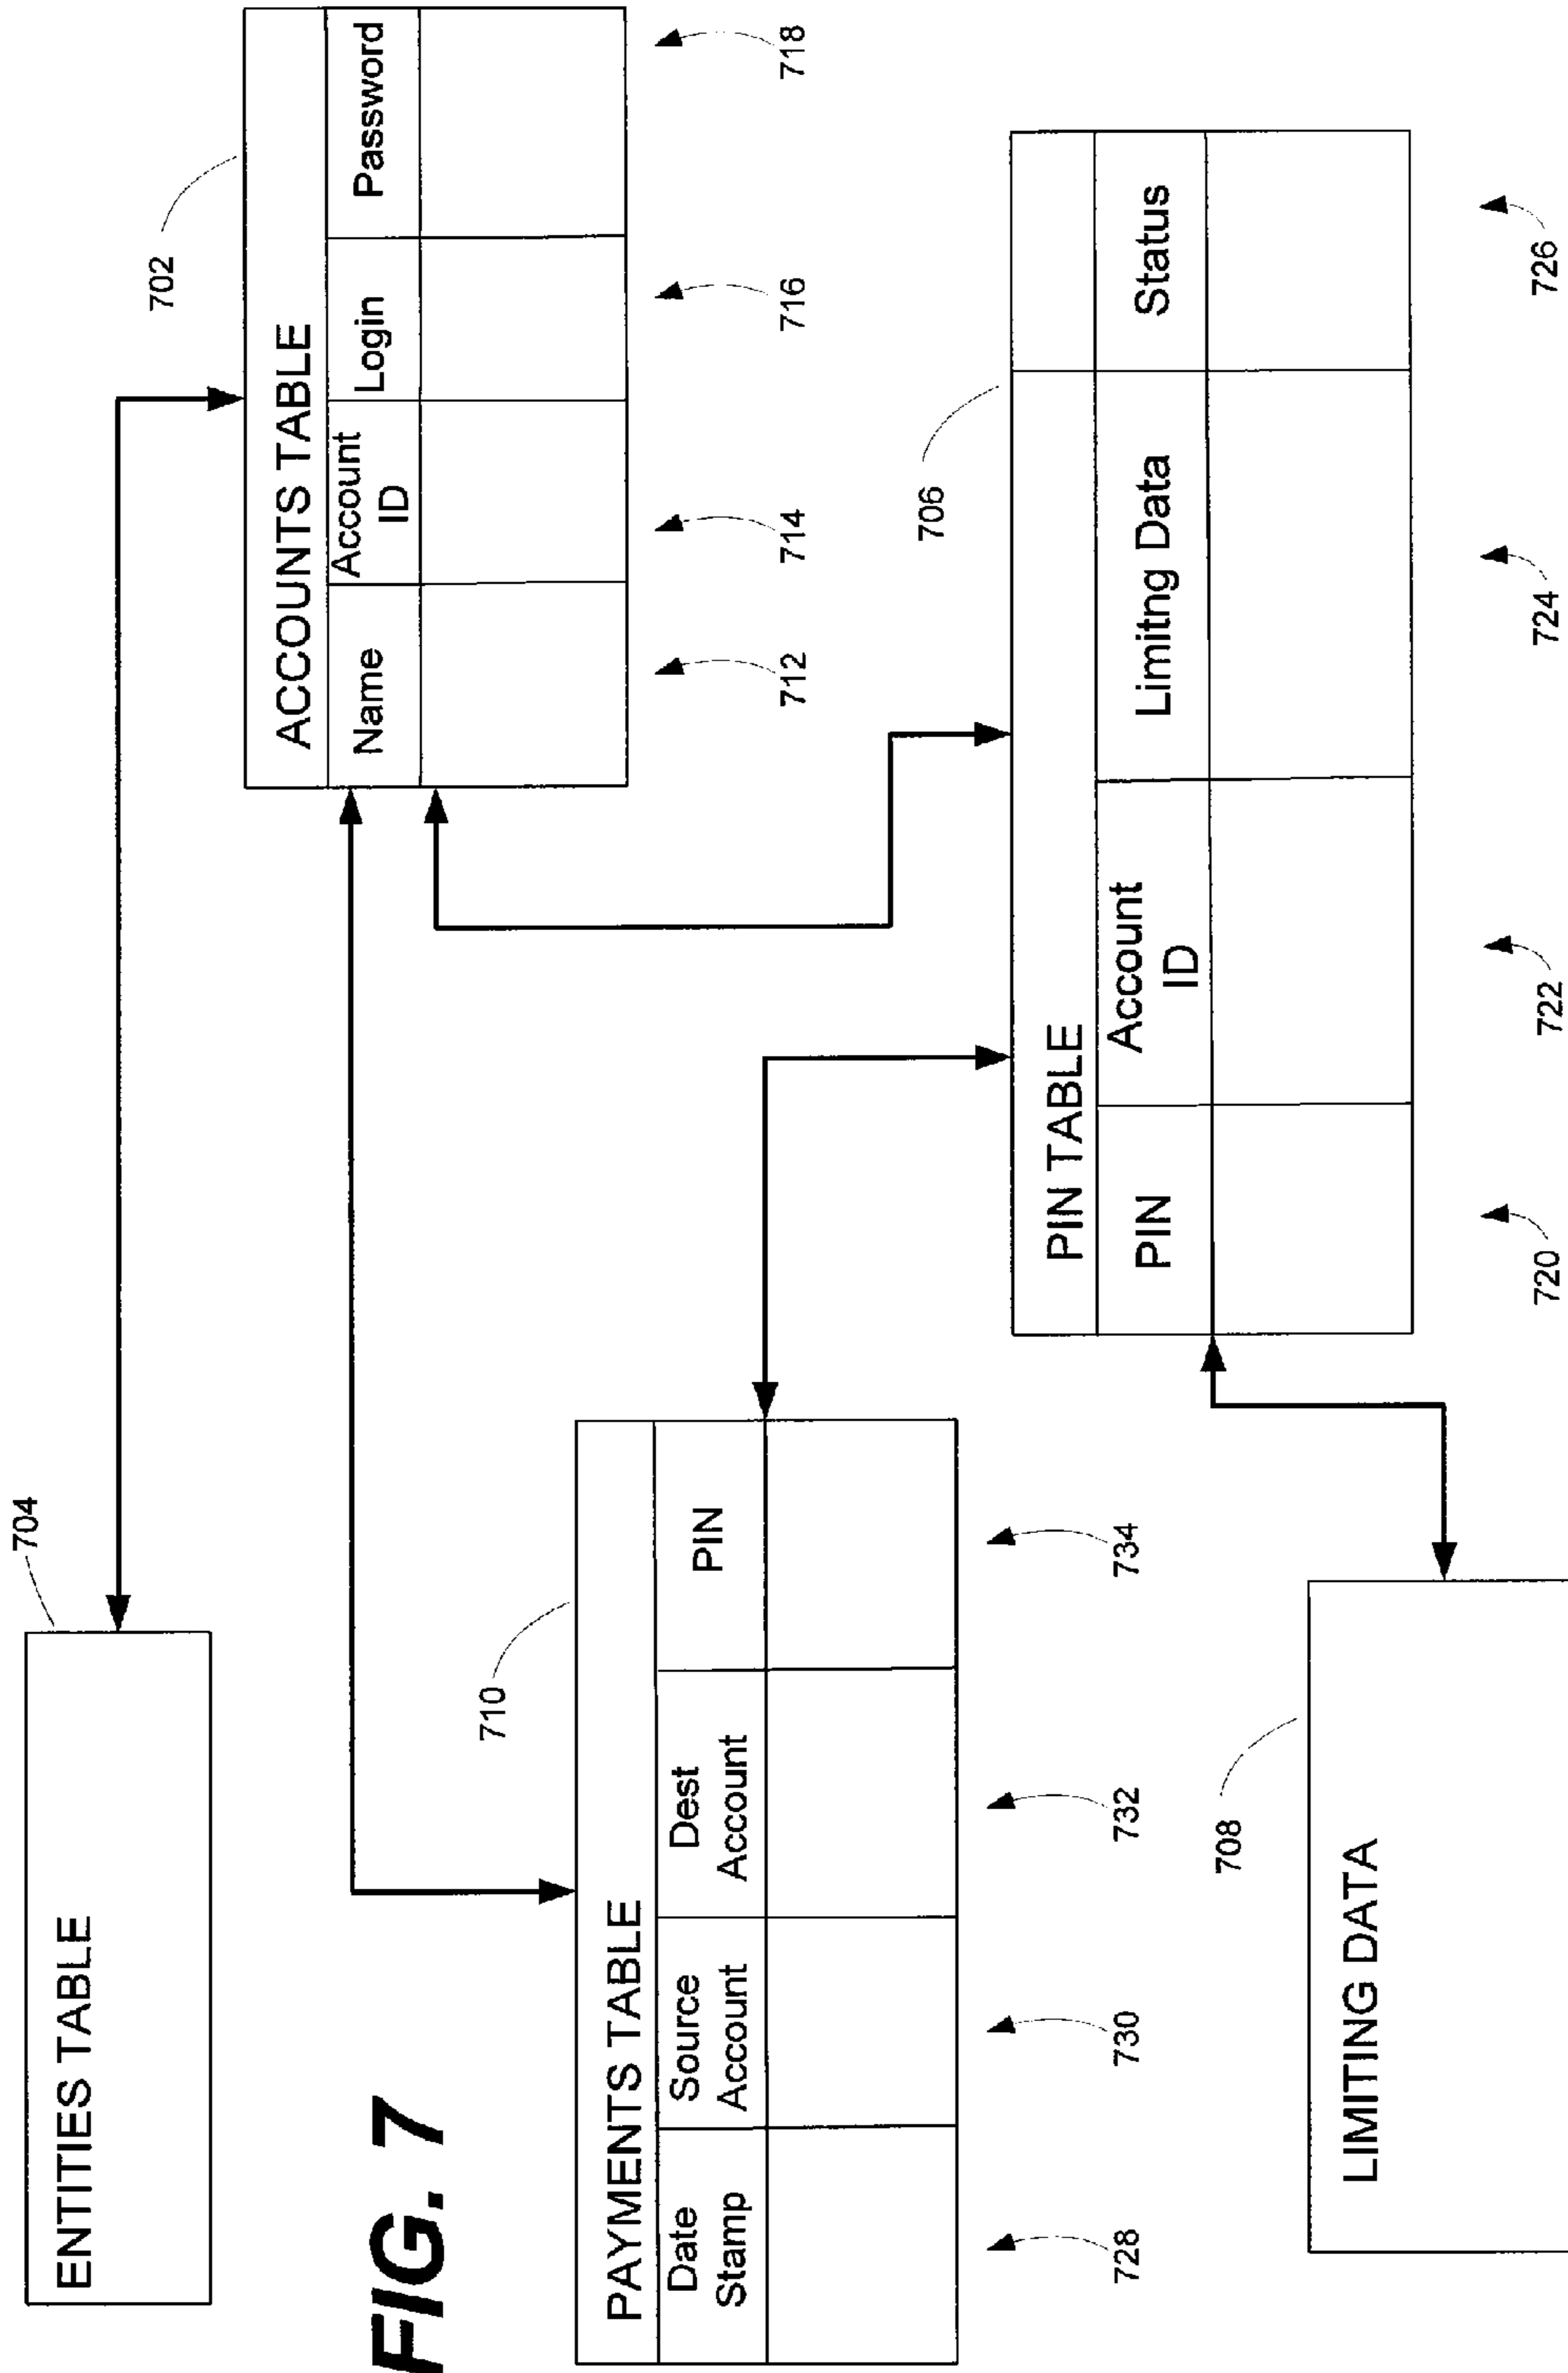 ENTITIES TABLE
704
702
ACCOUNTS TABLE
Name
Account
ID
Login
Password
712
714
716
718
FIG. 7
710
PAYMENTS TABLE
Date
Stamp
Source
Account
Dest
Account
PIN
728
730
732
734
706
PIN TABLE
PIN
Account
ID
Limitng Data
Status
720
722
724
726
708
LIMITING DATA